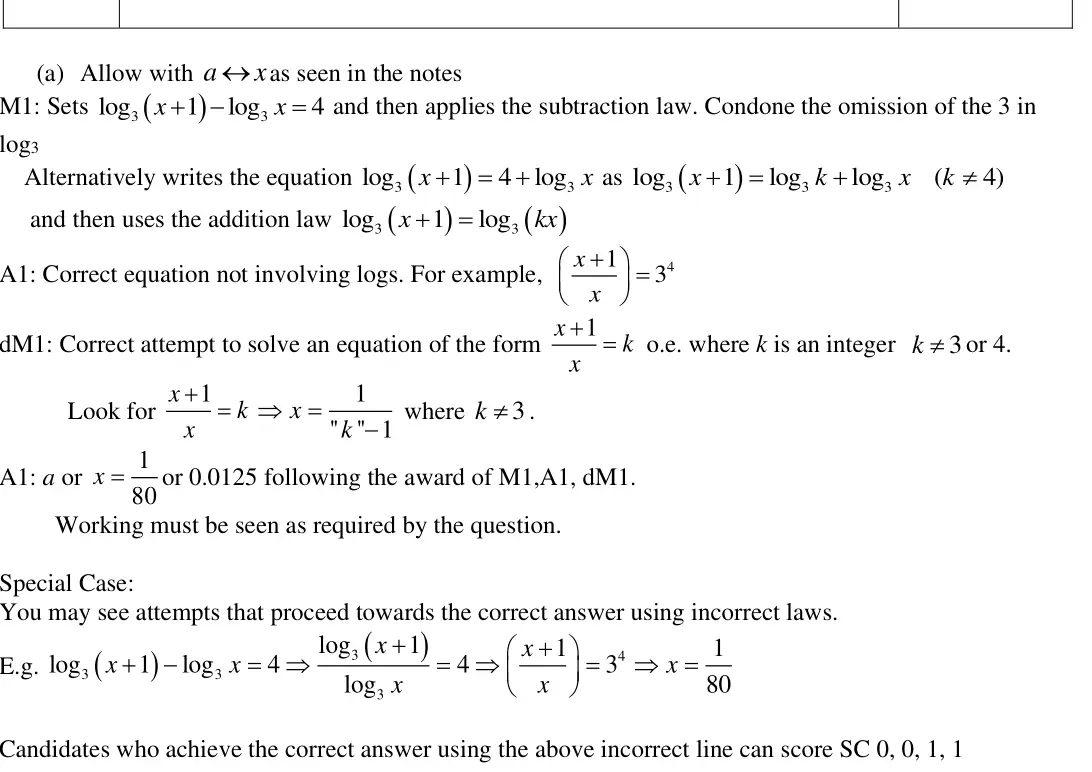 (a) Allow with a ↔ x as seen in the notes
M1: Sets log₃(x+1)−log₃ x = 4 and then applies the subtraction law. Condone the omission of the 3 in
log₃
Alternatively writes the equation log₃(x+1) = 4+log₃ x as log₃(x+1) = log₃ k+log₃ x (k ≠ 4)
and then uses the addition law log₃(x+1) = log₃(kx)
A1: Correct equation not involving logs. For example, ((x+1)/x) = 3⁴
dM1: Correct attempt to solve an equation of the form (x+1)/x = k o.e. where k is an integer k ≠ 3 or 4.
Look for (x+1)/x = k ⇒ x = 1/("k"−1) where k ≠ 3.
A1: a or x = 1/80 or 0.0125 following the award of M1,A1, dM1.
Working must be seen as required by the question.
Special Case:
You may see attempts that proceed towards the correct answer using incorrect laws.
E.g. log₃(x+1)−log₃ x = 4 ⇒ log₃(x+1)/log₃ x = 4 ⇒ ((x+1)/x) = 3⁴ ⇒ x = 1/80
Candidates who achieve the correct answer using the above incorrect line can score SC 0, 0, 1, 1